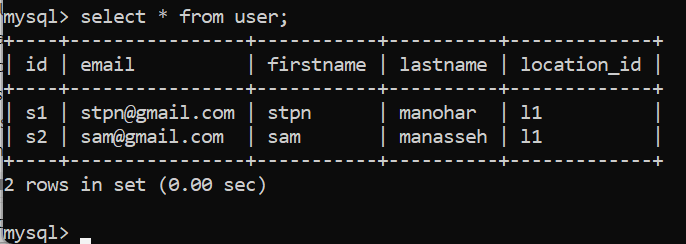 mysql> select * from user;
+----+----------------+-----------+----------+-------------+
| id | email          | firstname | lastname | location_id |
+----+----------------+-----------+----------+-------------+
| s1 | stpn@gmail.com | stpn      | manohar  | l1          |
| s2 | sam@gmail.com  | sam       | manasseh | l1          |
+----+----------------+-----------+----------+-------------+
2 rows in set (0.00 sec)
mysql>